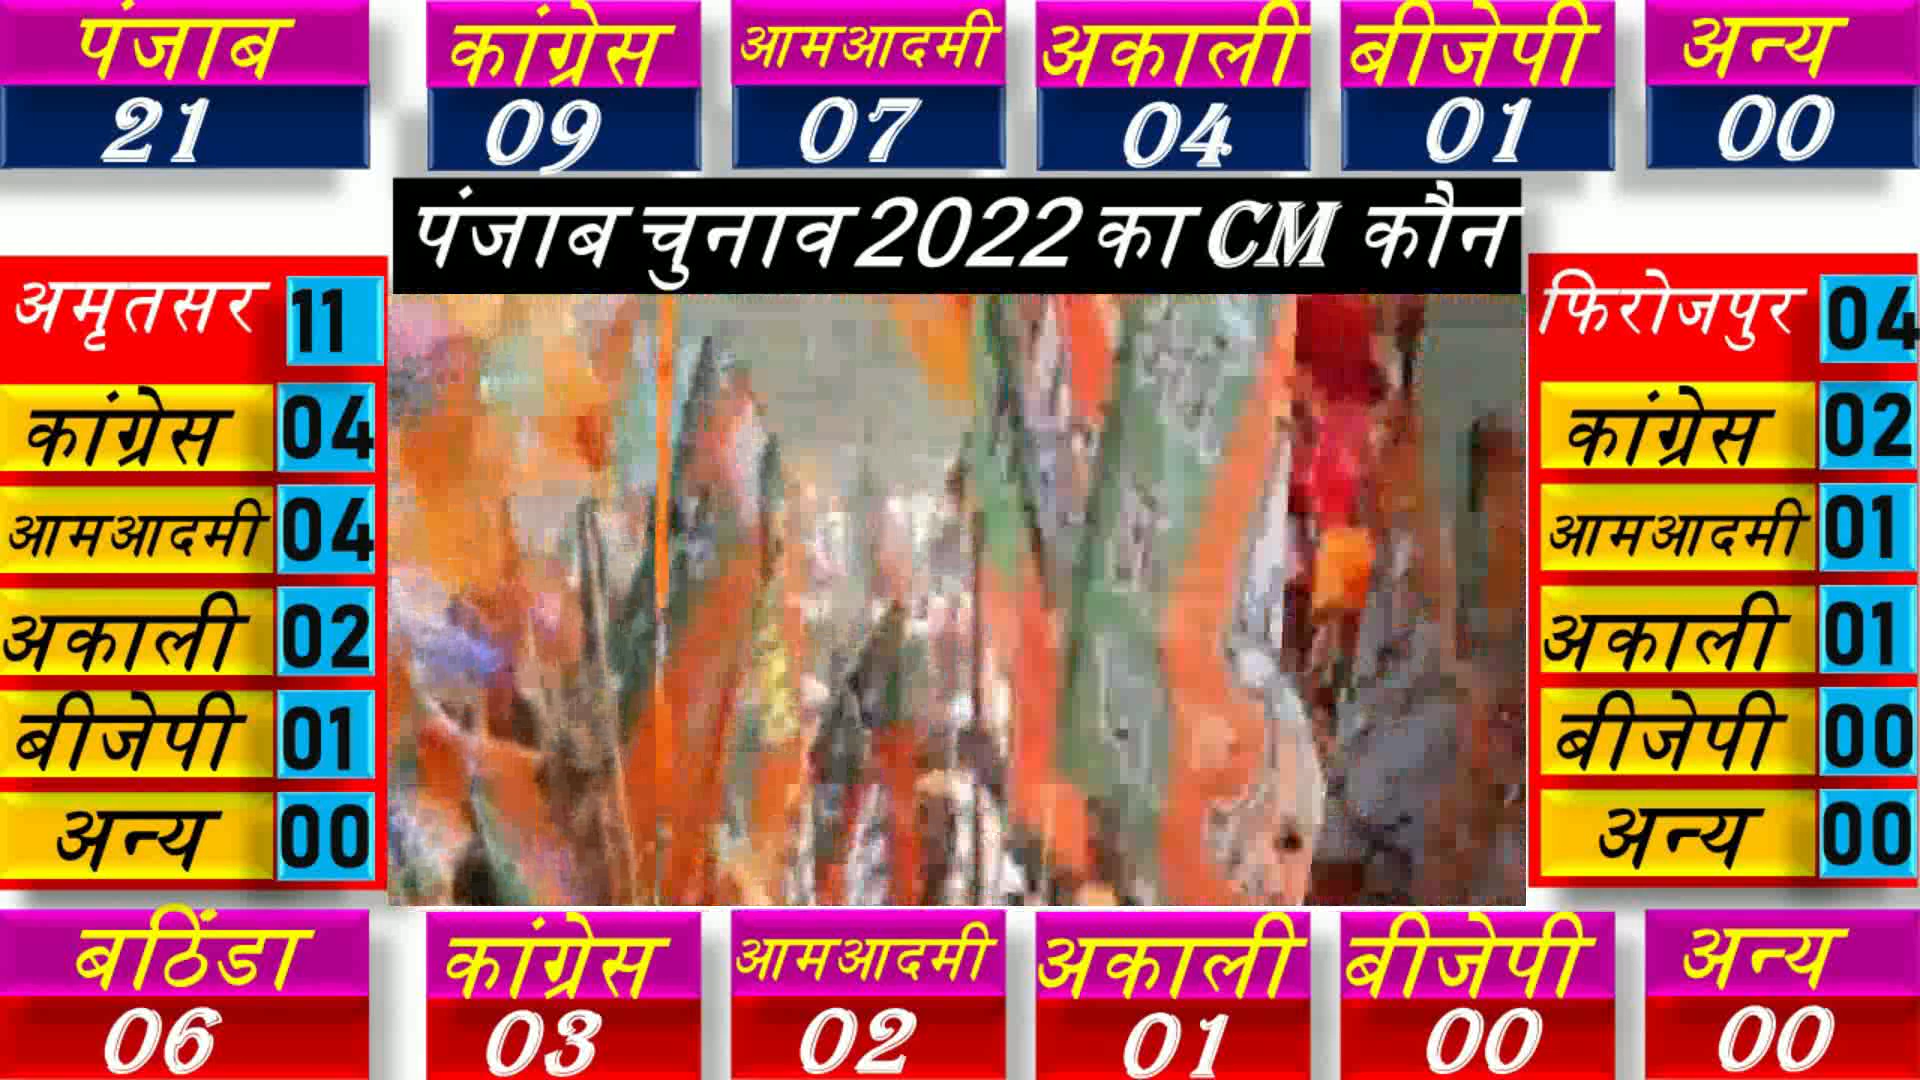 पंजाब कांग्रेस आमआदमी अकाली बीजेपी अन्य
21 09 07 04 01 00
पंजाब चुनाव 2022 का CM कौन
अमृतसर 11
कांग्रेस 04
आमआदमी 04
अकाली 02
बीजेपी 01
अन्य 00
फिरोजपुर 04
कांग्रेस 02
आमआदमी 01
अकाली 01
बीजेपी 00
अन्य 00
बठिंडा कांग्रेस आमआदमी अकाली बीजेपी अन्य
06 03 02 01 00 00